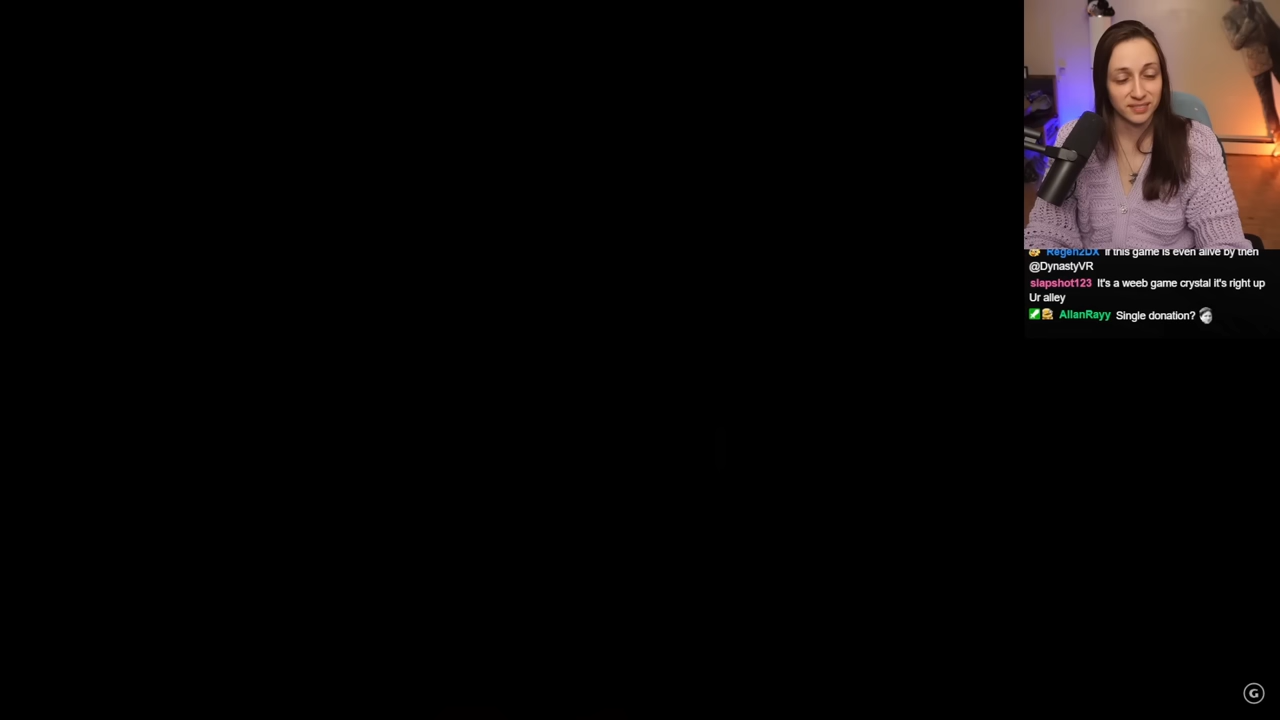 Regen2DX If this game is even alive by then
@DynastyVR
slapshot123 It's a weeb game crystal it's right up
Ur alley
AllanRayy Single donation?
G